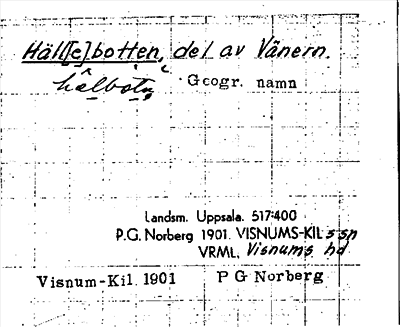 Häll[e]botten, del av Vänern.
Geogr. namn
Landsm. Uppsala. 517:400
P.G. Norberg 1901. VISNUMS-KIL s sn
VRML, Visnums hd
Visnum-Kil. 1901 P G Norberg